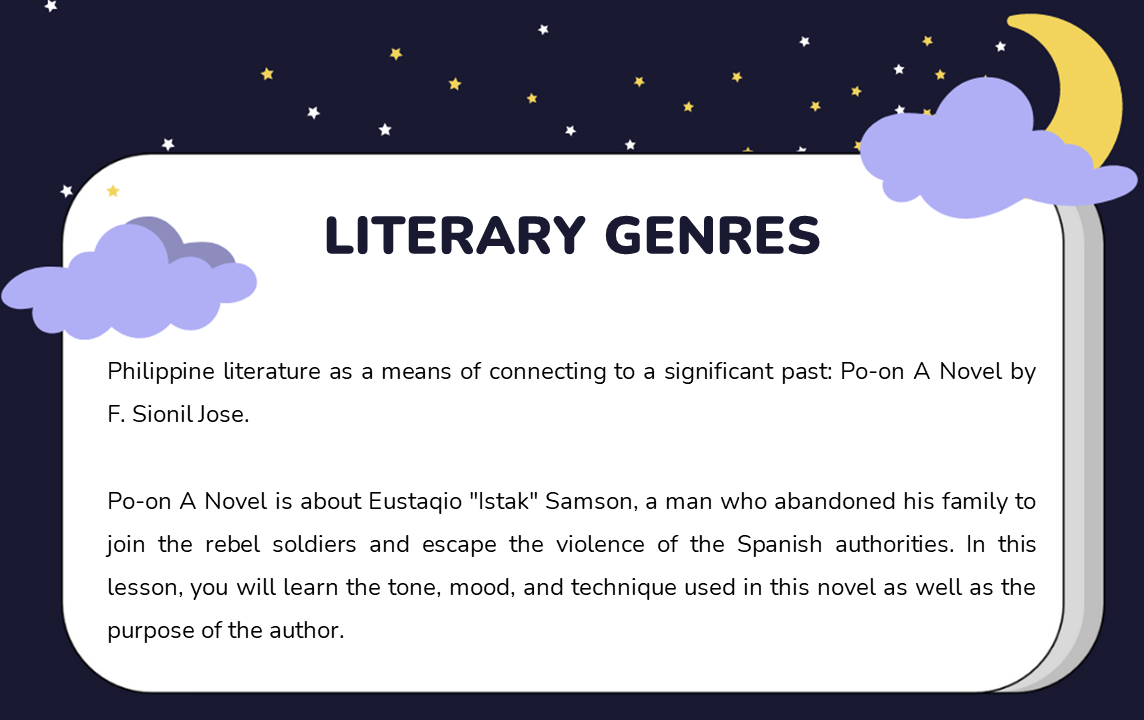 LITERARY GENRES
Philippine literature as a means of connecting to a significant past: Po-on A Novel by
F. Sionil Jose.
Po-on A Novel is about Eustaqio "Istak" Samson, a man who abandoned his family to
join the rebel soldiers and escape the violence of the Spanish authorities. In this
lesson, you will learn the tone, mood, and technique used in this novel as well as the
purpose of the author.